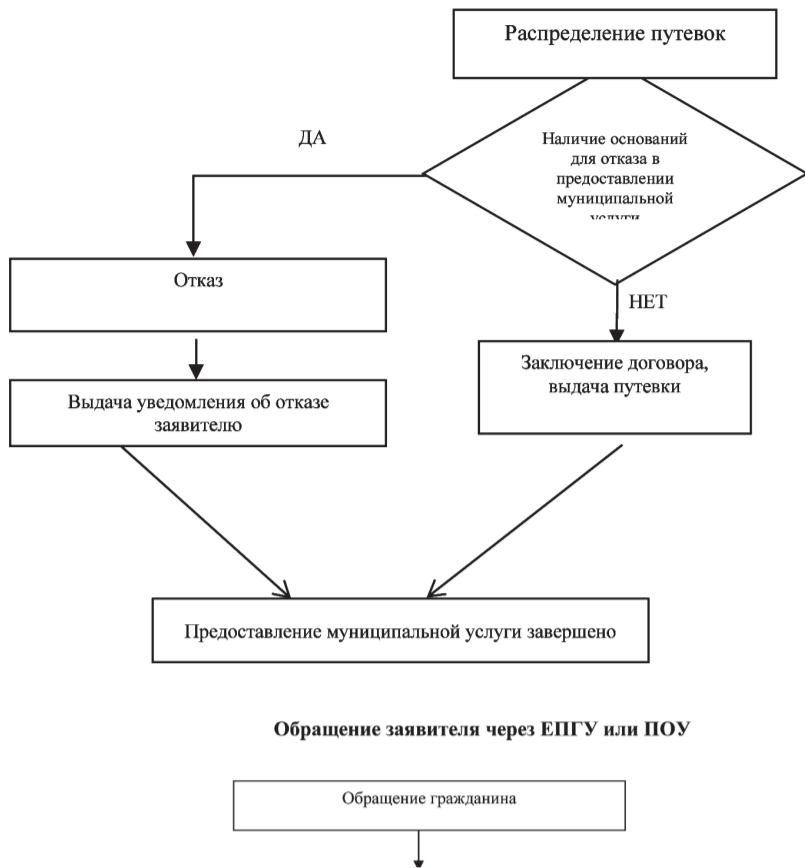 Распределение путевок
ДА
Наличие оснований
для отказа в
предоставлении
муниципальной
услуги
Отказ
НЕТ
Заключение договора,
выдача путевки
Выдача уведомления об отказе
заявителю
Предоставление муниципальной услуги завершено
Обращение заявителя через ЕПГУ или ПОУ
Обращение гражданина